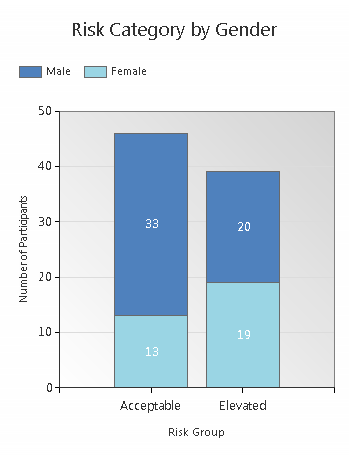 Risk Category by Gender
Male Female
Number of Participants
50
40
30
20
10
0
33
20
13
19
Acceptable Elevated
Risk Group